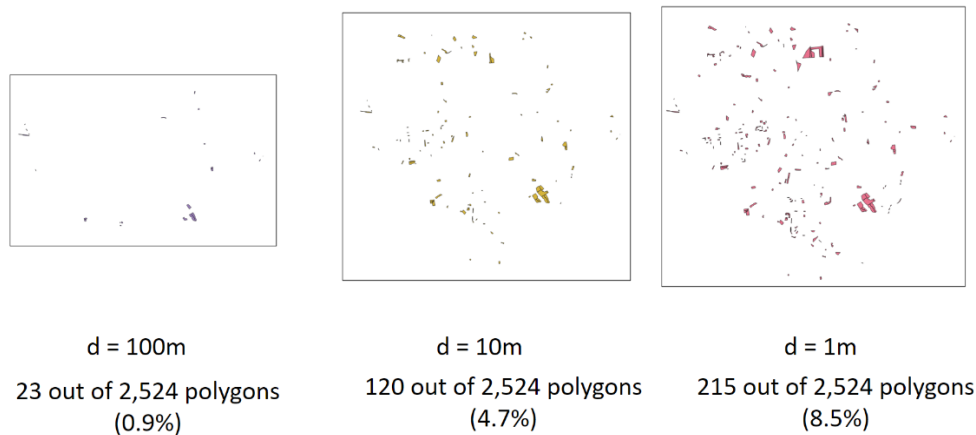 d = 100m
23 out of 2,524 polygons
(0.9%)
d = 10m
120 out of 2,524 polygons
(4.7%)
d = 1m
215 out of 2,524 polygons
(8.5%)